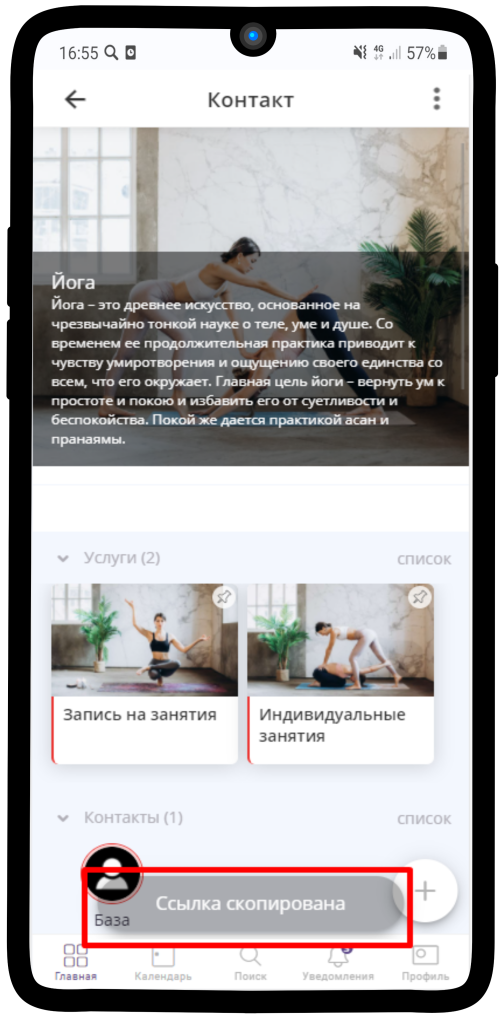 16:55 4G 57%
Контакт
Йога
Йога – это древнее искусство, основанное на
чрезвычайно тонкой науке о теле, уме и душе. Со
временем ее продолжительная практика приводит к
чувству умиротворения и ощущению своего единства со
всем, что его окружает. Главная цель йоги – вернуть ум к
простоте и покою и избавить его от суетливости и
беспокойства. Покой же дается практикой асан и
пранаямы.
Услуги (2) список
Запись на занятия
Индивидуальные
занятия
Контакты (1) список
Ссылка скопирована
База
Главная Календарь Поиск Уведомления Профиль